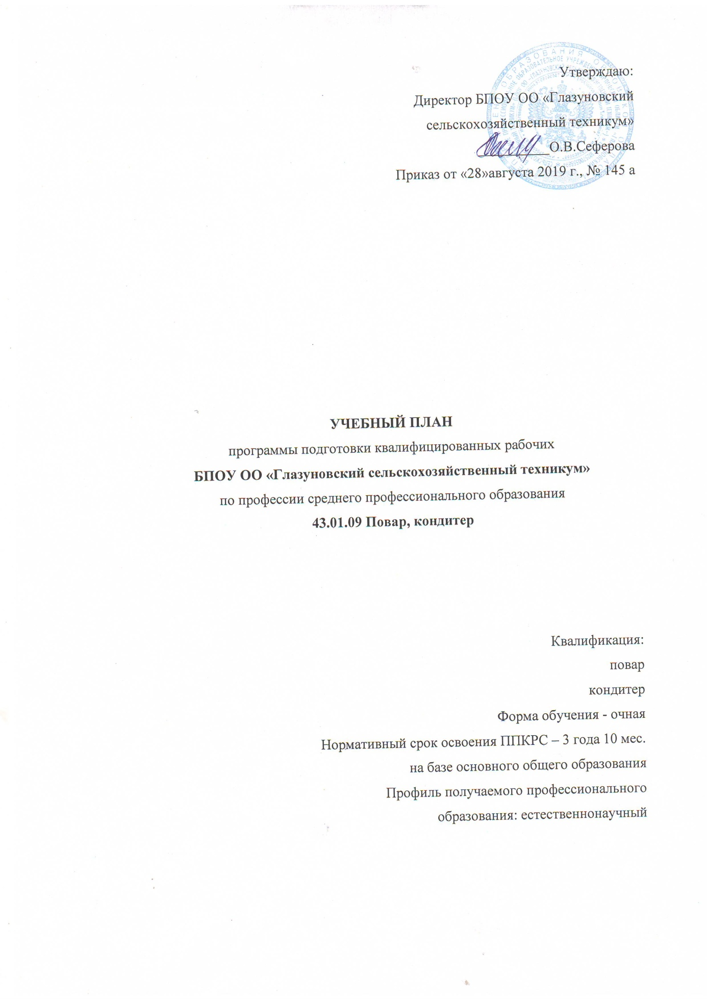 Утверждаю:
Директор БПОУ ОО «Глазуновский
сельскохозяйственный техникум»
__________О.В.Сеферова
Приказ от «28»августа 2019 г., № 145 а
УЧЕБНЫЙ ПЛАН
программы подготовки квалифицированных рабочих
БПОУ ОО «Глазуновский сельскохозяйственный техникум»
по профессии среднего профессионального образования
43.01.09 Повар, кондитер
Квалификация:
повар
кондитер
Форма обучения - очная
Нормативный срок освоения ППКРС – 3 года 10 мес.
на базе основного общего образования
Профиль получаемого профессионального
образования: естественнонаучный